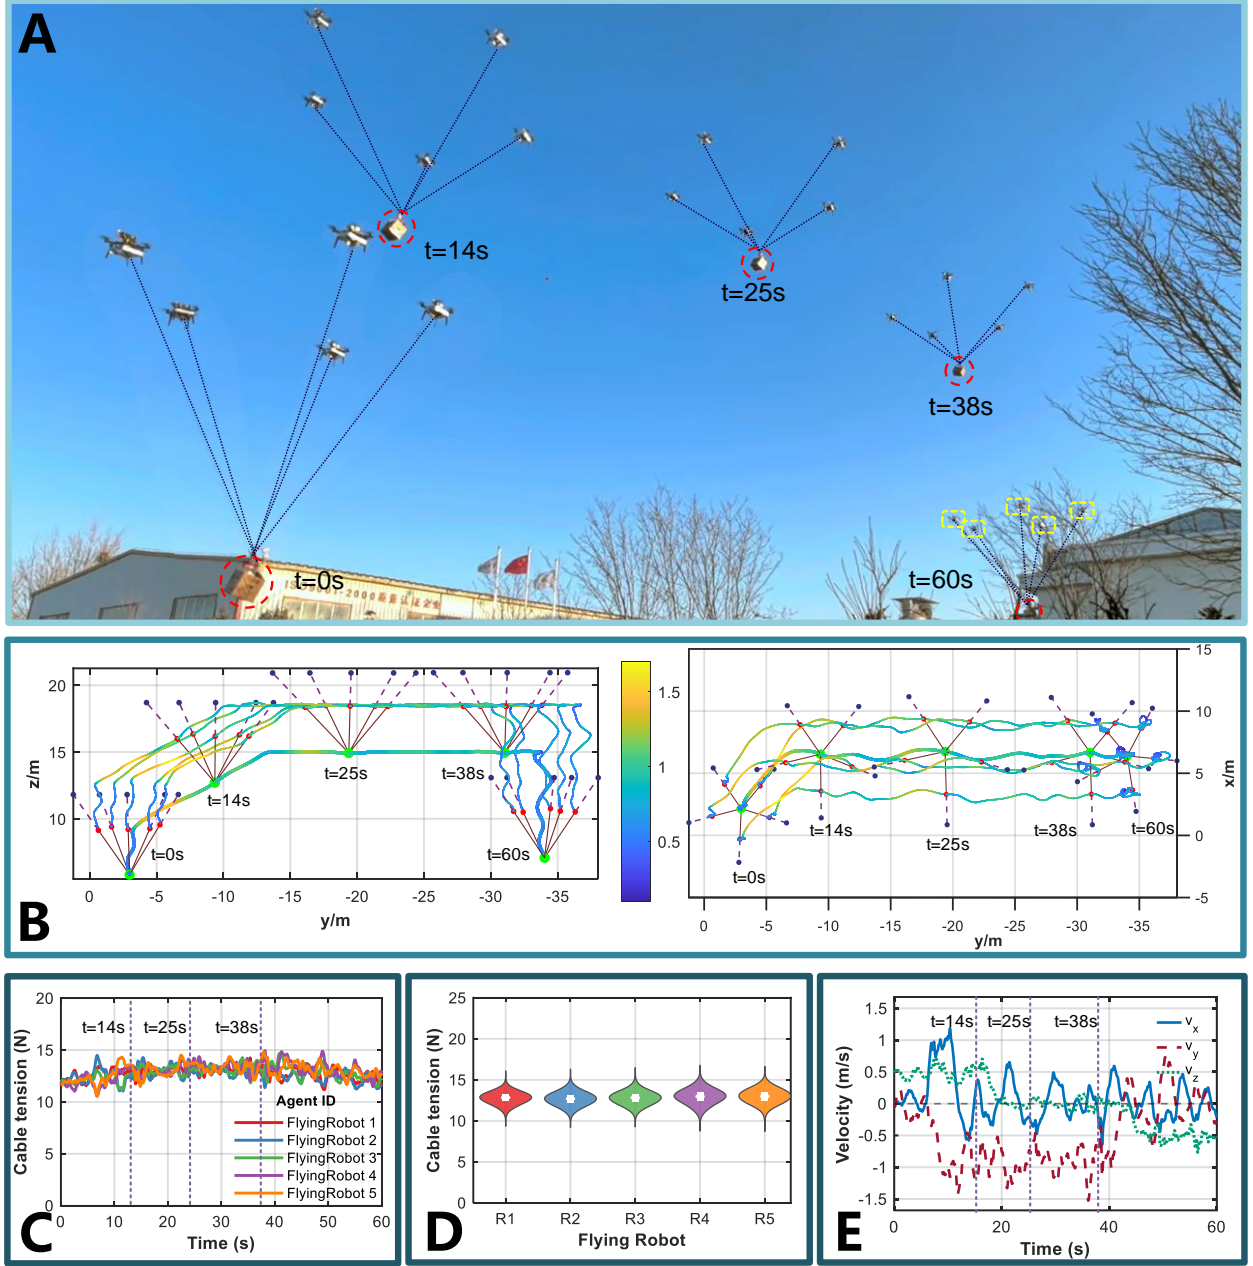 A
t=14s
t=25s
t=38s
t=0s
t=60s
20
15
10
z/m
t=14s
t=25s
t=38s
t=0s
t=60s
0 -5 -10 -15 -20 -25 -30 -35
y/m
1.5
1
0.5
15
10
5
0
-5
x/m
t=14s
t=25s
t=38s
t=60s
t=0s
0 -5 -10 -15 -20 -25 -30 -35
y/m
B
20
15
10
5
0
Cable tension (N)
t=14s t=25s t=38s
Agent ID
FlyingRobot 1
FlyingRobot 2
FlyingRobot 3
FlyingRobot 4
FlyingRobot 5
0 10 20 30 40 50 60
Time (s)
C
25
20
15
10
5
0
Cable tension (N)
R1 R2 R3 R4 R5
Flying Robot
D
1.5
1
0.5
0
-0.5
-1
-1.5
Velocity (m/s)
t=14s t=25s t=38s
vx
vy
vz
0 20 40 60
Time (s)
E